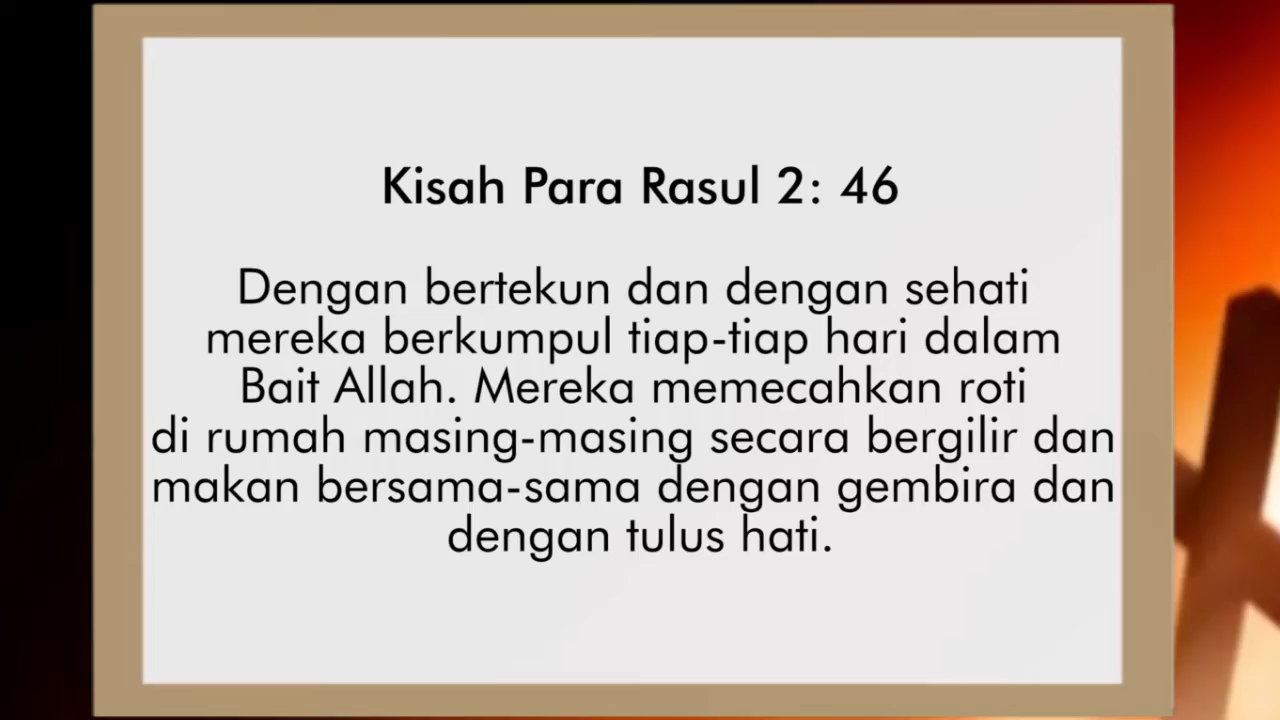 Kisah Para Rasul 2: 46
Dengan bertekun dan dengan sehati
mereka berkumpul tiap-tiap hari dalam
Bait Allah. Mereka memecahkan roti
di rumah masing-masing secara bergilir dan
makan bersama-sama dengan gembira dan
dengan tulus hati.